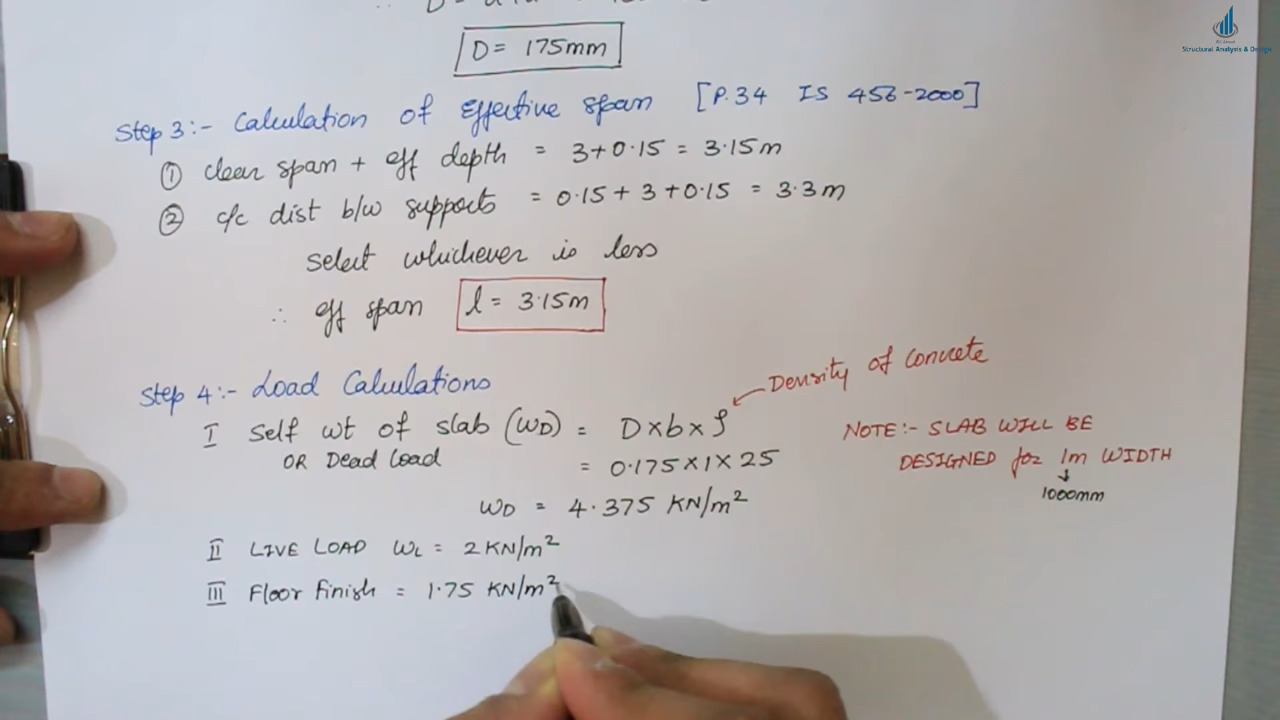 D = 175mm
Step 3:- Calculation of Effective span [P.34 IS 456-2000]
① clear span + eff depth = 3+0.15 = 3.15m
② c/c dist b/w supports = 0.15 + 3 + 0.15 = 3.3m
Select whichever is less
∴ eff span l = 3.15m
Step 4:- Load Calculations
Density of Concrete
I Self wt of slab (WD) = D×b×ρ
OR Dead Load = 0.175×1×25
WD = 4.375 KN/m²
NOTE:- SLAB WILL BE
DESIGNED for 1m WIDTH
1000mm
II LIVE LOAD WL = 2 KN/m²
III Floor Finish = 1.75 KN/m²
Structural Analysis & Design